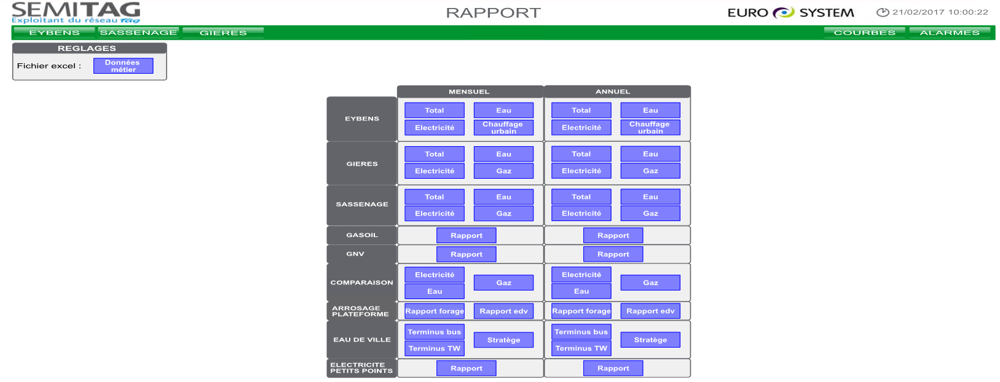 SEMITAG
Exploitant du réseau tag
RAPPORT
EURO SYSTEM
21/02/2017 10:00:22
EYBENS SASSENAGE GIERES COURBES ALARMES
REGLAGES
Fichier excel :
Données
métier
MENSUEL ANNUEL
EYBENS
Total Eau Total Eau
Electricité Chauffage
urbain
Electricité Chauffage
urbain
GIERES
Total Eau Total Eau
Electricité Gaz Electricité Gaz
SASSENAGE
Total Eau Total Eau
Electricité Gaz Electricité Gaz
GASOIL Rapport Rapport
GNV Rapport Rapport
COMPARAISON
Electricité Gaz Electricité Gaz
Eau Eau
ARROSAGE
PLATEFORME
Rapport forage Rapport edv Rapport forage Rapport edv
EAU DE VILLE
Terminus bus Stratège Terminus bus Stratège
Terminus TW Terminus TW
ELECTRICITE
PETITS POINTS
Rapport Rapport